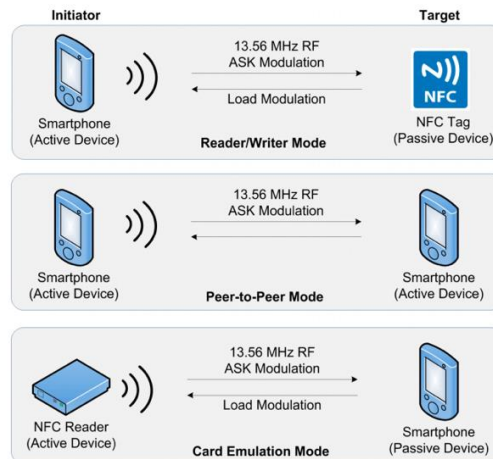 Initiator
Target
13.56 MHz RF
ASK Modulation
Load Modulation
NFC
Smartphone
(Active Device)
NFC Tag
(Passive Device)
Reader/Writer Mode
13.56 MHz RF
ASK Modulation
Smartphone
(Active Device)
Smartphone
(Active Device)
Peer-to-Peer Mode
13.56 MHz RF
ASK Modulation
Load Modulation
NFC Reader
(Active Device)
Smartphone
(Passive Device)
Card Emulation Mode